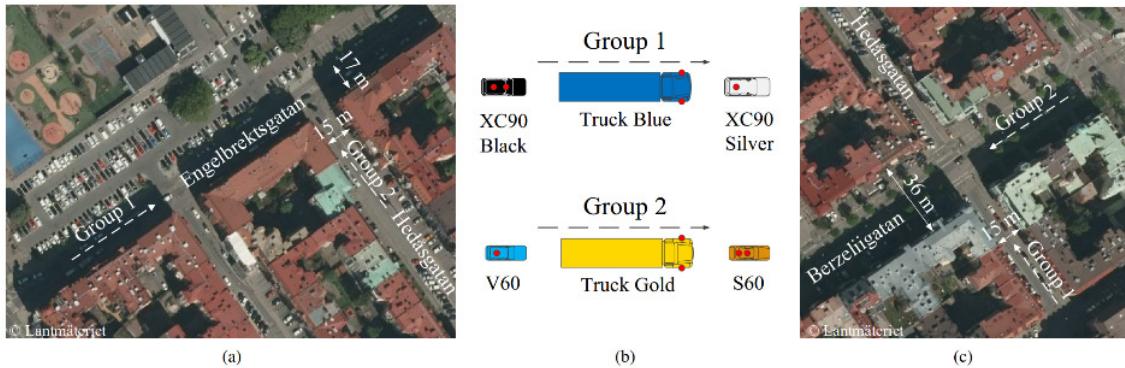 17 m
Engelbrektsgatan
15 m
Group 2
Group 1
Hedåsgatan
© Lantmäteriet
(a)
Group 1
XC90
Black
Truck Blue
XC90
Silver
Group 2
V60
Truck Gold
S60
(b)
Hedåsgatan
Group 2
36 m
15 m
Berzeliigatan
Group 1
© Lantmäteriet
(c)